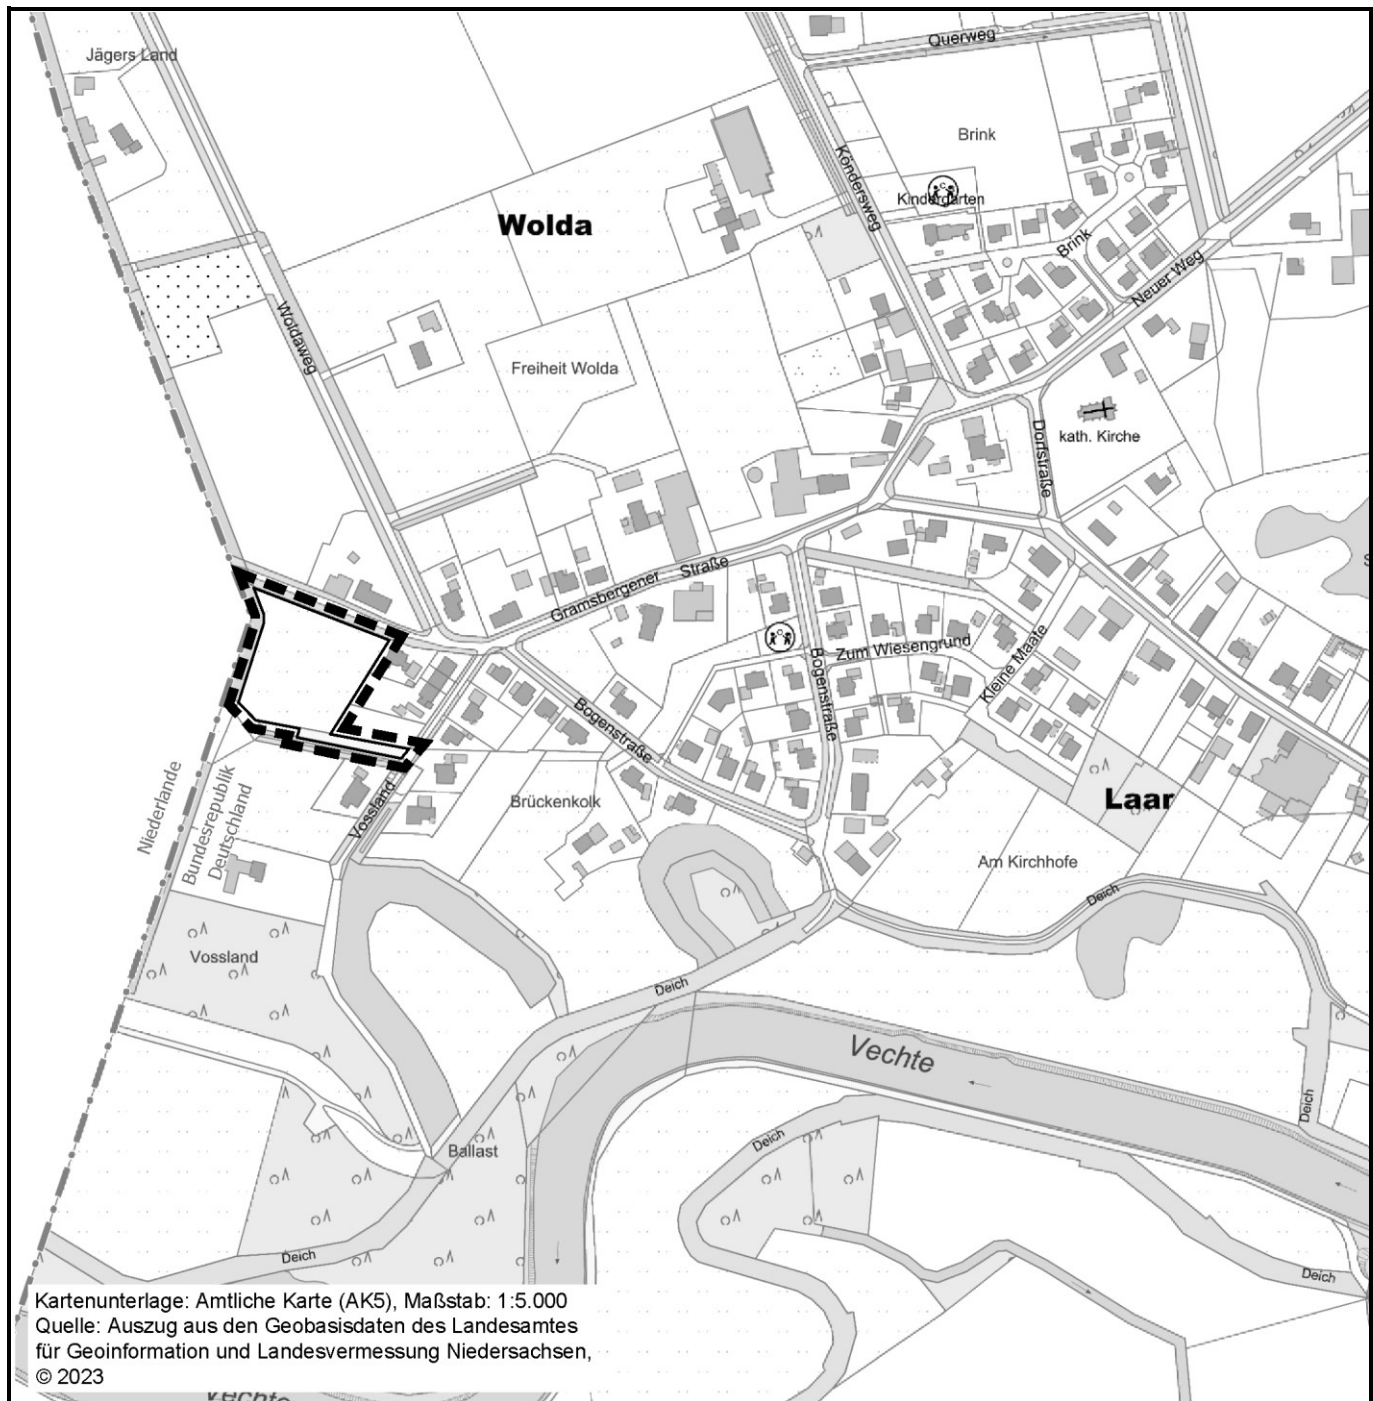 Jägers Land
Querweg
Brink
Köndersweg
Kindergarten
Wolda
Brink
Neuer Weg
Woldaweg
Freiheit Wolda
kath. Kirche
Dorfstraße
Gramsbergener Straße
Zum Wiesengrund
Kleine Maate
Bogenstraße
Bogenstraße
Niederlande
Bundesrepublik
Deutschland
Vossland
Brückenkolk
Laar
Am Kirchhofe
Deich
Vossland
Deich
Vechte
Deich
Deich
Ballast
Deich
Deich
Kartenunterlage: Amtliche Karte (AK5), Maßstab: 1:5.000
Quelle: Auszug aus den Geobasisdaten des Landesamtes
für Geoinformation und Landesvermessung Niedersachsen,
© 2023
Vechte